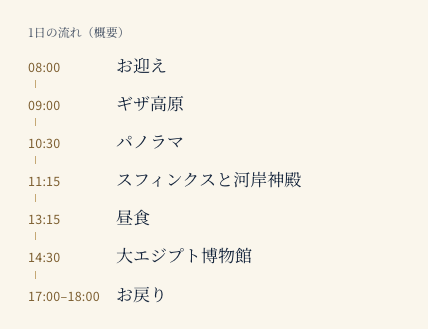 1日の流れ（概要）
08:00 お迎え
09:00 ギザ高原
10:30 パノラマ
11:15 スフィンクスと河岸神殿
13:15 昼食
14:30 大エジプト博物館
17:00–18:00 お戻り